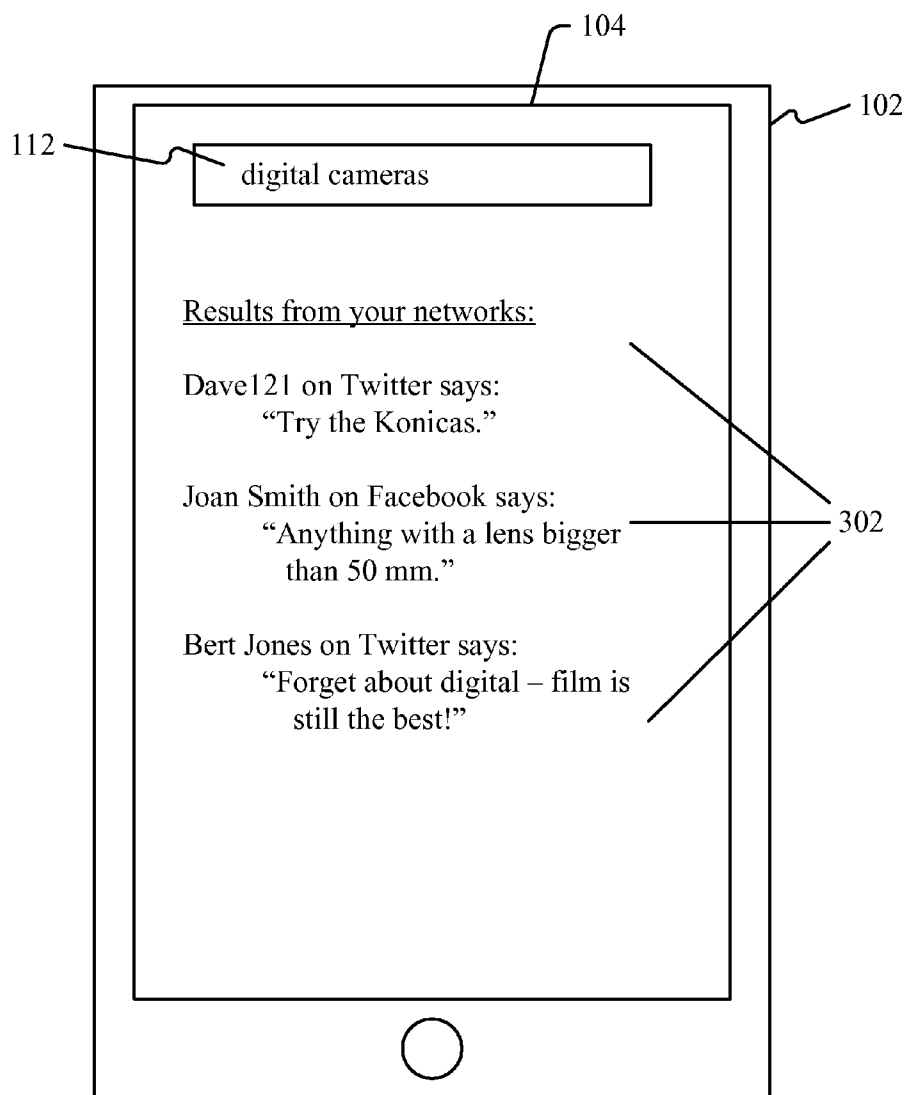 104
102
112
digital cameras
Results from your networks:
Dave121 on Twitter says:
“Try the Konicas.”
Joan Smith on Facebook says:
“Anything with a lens bigger
than 50 mm.”
302
Bert Jones on Twitter says:
“Forget about digital – film is
still the best!”